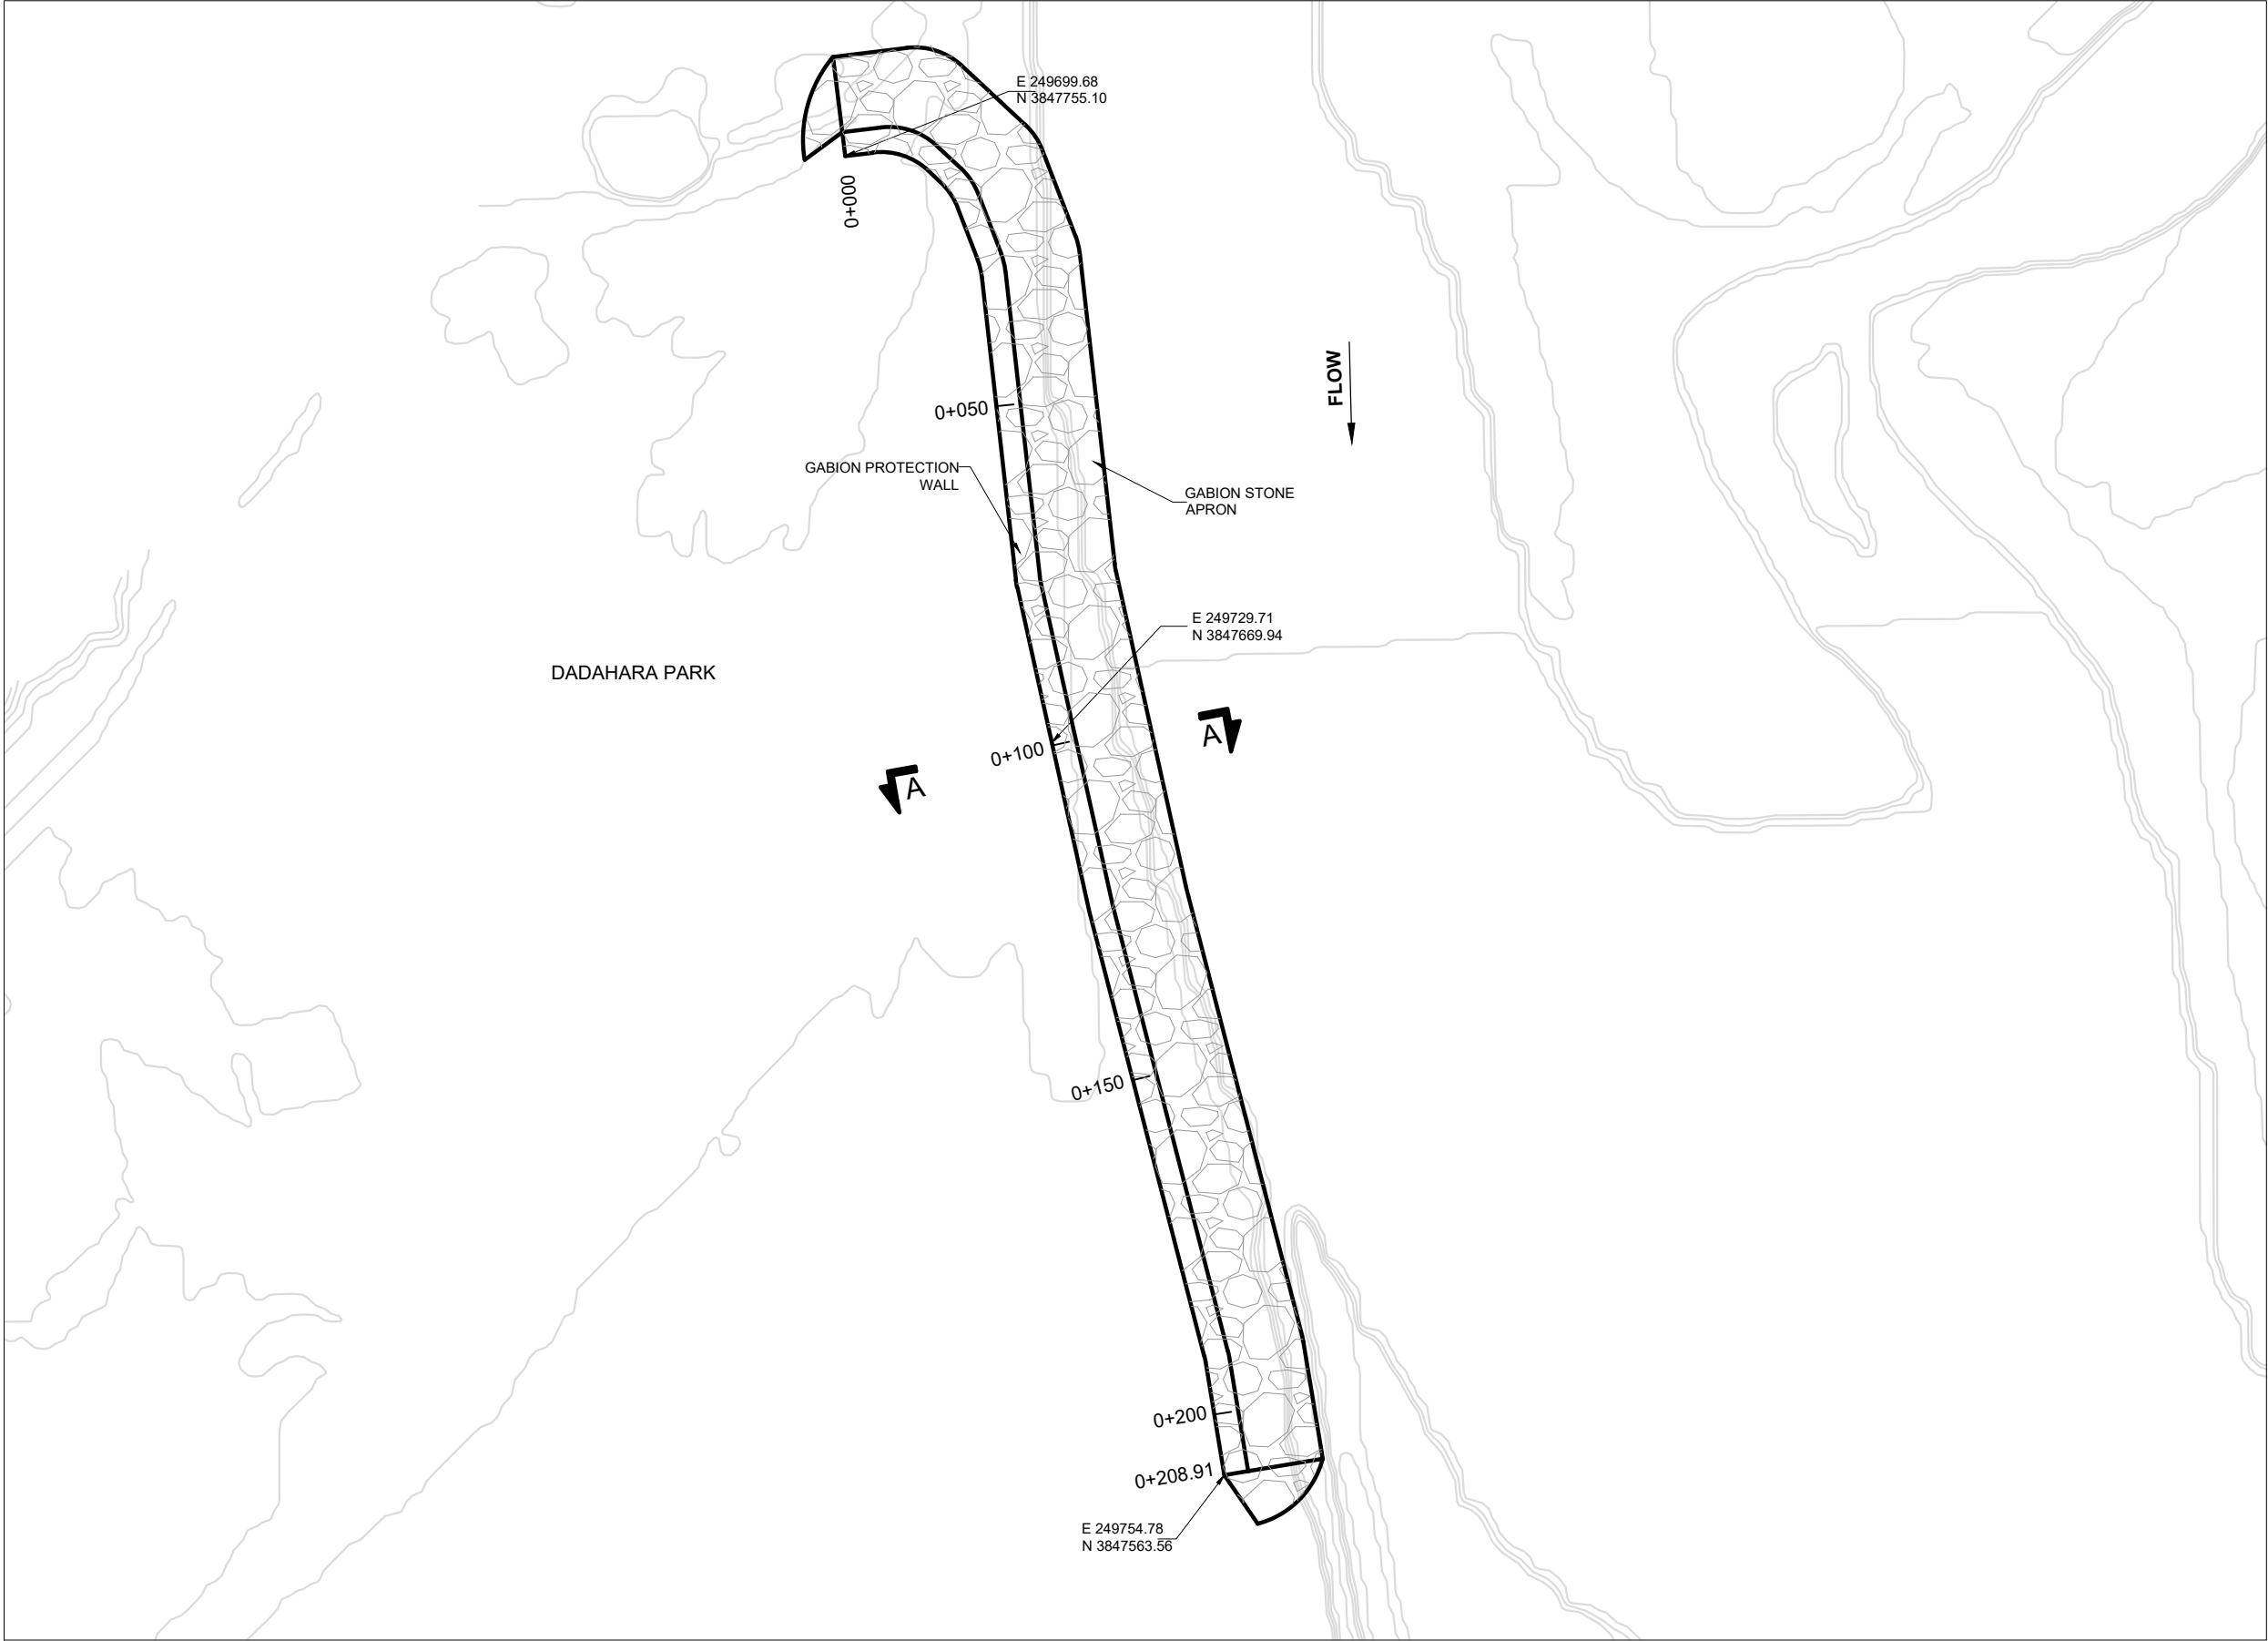 E 249699.68
N 3847755.10
0+000
FLOW
0+050
GABION PROTECTION
WALL
GABION STONE
APRON
E 249729.71
N 3847669.94
DADAHARA PARK
A
0+100
A
0+150
0+200
0+208.91
E 249754.78
N 3847563.56